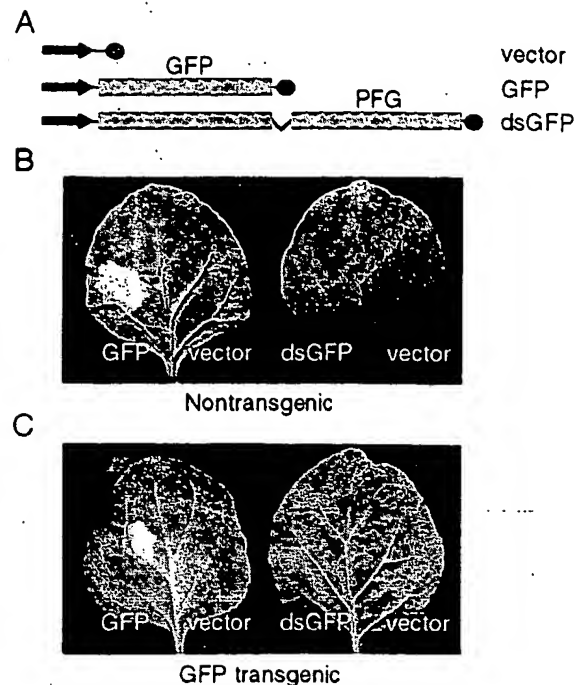 A
vector
GFP
GFP
PFG
dsGFP
B
GFP vector dsGFP vector
Nontransgenic
C
GFP vector dsGFP vector
GFP transgenic